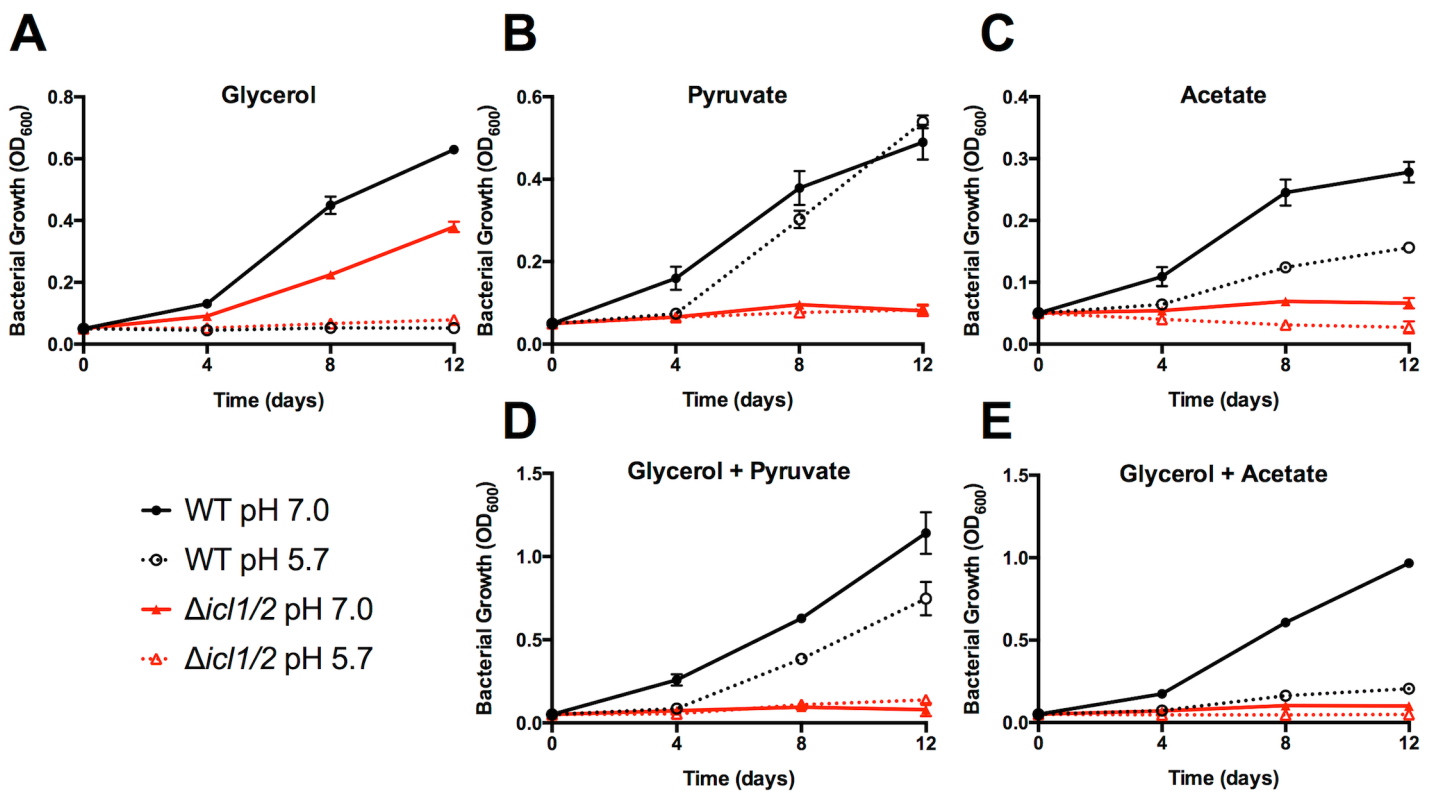 A
Glycerol
Bacterial Growth (OD600)
0.8
0.6
0.4
0.2
0.0
0 4 8 12
Time (days)
B
Pyruvate
Bacterial Growth (OD600)
0.6
0.4
0.2
0.0
0 4 8 12
Time (days)
C
Acetate
Bacterial Growth (OD600)
0.4
0.3
0.2
0.1
0.0
0 4 8 12
Time (days)
WT pH 7.0
WT pH 5.7
Δicl1/2 pH 7.0
Δicl1/2 pH 5.7
D
Glycerol + Pyruvate
Bacterial Growth (OD600)
1.5
1.0
0.5
0.0
0 4 8 12
Time (days)
E
Glycerol + Acetate
Bacterial Growth (OD600)
1.5
1.0
0.5
0.0
0 4 8 12
Time (days)